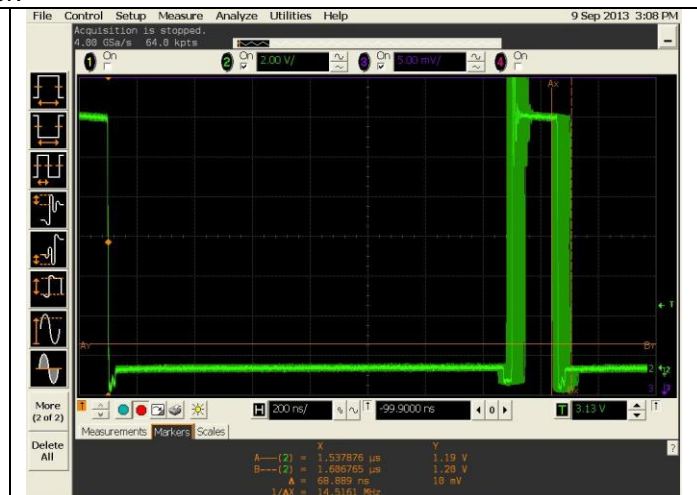 on
File Control Setup Measure Analyze Utilities Help 9 Sep 2013 3:08 PM
Acquisition is stopped.
4.00 GSa/s 64.0 kpts
1 On 2 On 2.00 V/ 3 On 5.00 mV/ 4 On
Ax
T
Ay By
2
More
(2 of 2)
H 200 ns/ -99.9000 ns 0 T 3.13 V
Delete
All
Measurements Markers Scales
?
X Y
A---(2) = 1.537876 µs 1.19 V
B---(2) = 1.606765 µs 1.20 V
Δ = 68.889 ns 10 mV
1/ΔX = 14.5161 MHz